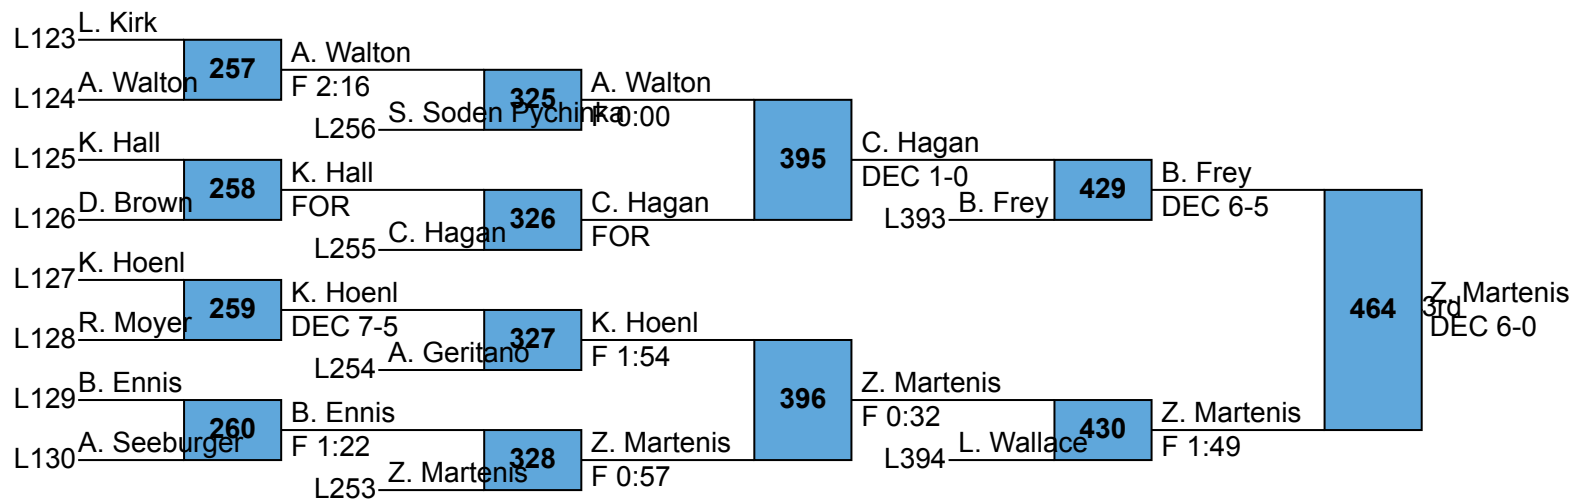 L123 L. Kirk
257
L124 A. Walton
A. Walton
F 2:16
325
L256 S. Soden Pychinka
A. Walton
F 0:00
L125 K. Hall
258
L126 D. Brown
K. Hall
FOR
326
L255 C. Hagan
C. Hagan
FOR
395
C. Hagan
DEC 1-0
429
L393 B. Frey
B. Frey
DEC 6-5
L127 K. Hoenl
259
L128 R. Moyer
K. Hoenl
DEC 7-5
327
L254 A. Geritano
K. Hoenl
F 1:54
L129 B. Ennis
260
L130 A. Seeburger
B. Ennis
F 1:22
328
L253 Z. Martenis
Z. Martenis
F 0:57
396
Z. Martenis
F 0:32
430
L394 L. Wallace
Z. Martenis
F 1:49
464
3rd
Z. Martenis
DEC 6-0